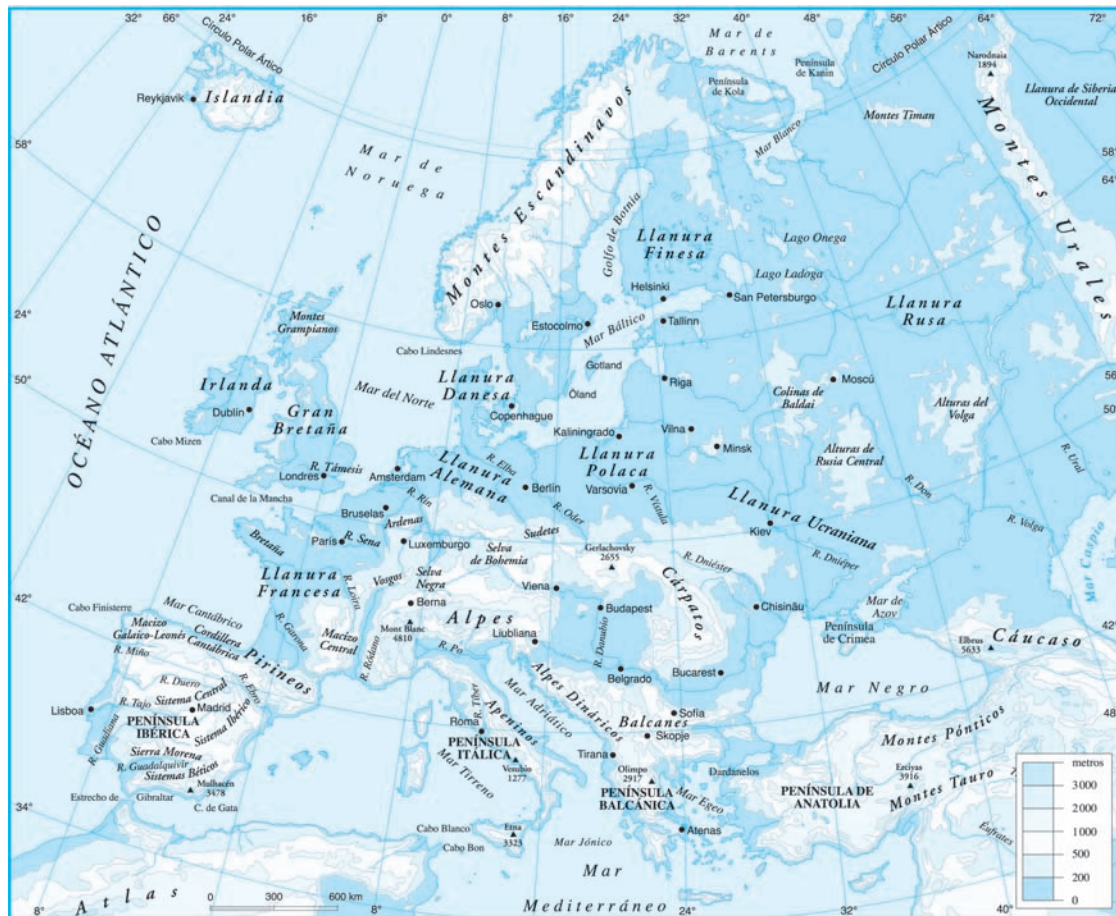 32° 66° 24° 16° 8° 0° 8° 16° 24° 32° 40° 48° 56° 64° 72°
Círculo Polar Ártico
Mar de
Barents
Península
de Kanin
Círculo Polar Ártico
Narodnaia
1894
Península
de Kola
Llanura de Siberia
Occidental
Reykjavik
Islandia
Montes Timan
Montes Urales
58°
Mar de
Noruega
Montes Escandinavos
Mar Blanco
58°
64°
OCÉANO ATLÁNTICO
Golfo de Botnia
Llanura
Finesa
Lago Onega
Lago Ladoga
Helsinki
San Petersburgo
Llanura
Rusa
24°
Oslo
Estocolmo
Tallinn
Mar Báltico
Montes
Grampianos
Cabo Lindesnes
Gotland
50°
Irlanda
Dublín
Gran
Bretaña
Mar del Norte
Llanura
Danesa
Öland
Copenhague
Riga
Colinas de
Baldai
Moscú
Alturas del
Volga
56°
Cabo Mizen
Kaliningrado
Vilna
Minsk
Alturas de
Rusia Central
50°
R. Ural
Londres
R. Támesis
Amsterdam
Llanura
Alemana
R. Elba
Berlín
Llanura
Polaca
Varsovia
R. Vístula
R. Don
Canal de la Mancha
R. Rin
R. Oder
Llanura Ucraniana
Kiev
R. Volga
Bruselas
Ardenas
Sudetes
Bretaña
París
R. Sena
Luxemburgo
Selva
de Bohemia
Gerlachovsky
2655
R. Dniéster
R. Dniéper
Mar Caspio
Llanura
Francesa
R. Loira
Vosgos
Selva
Negra
Viena
Cárpatos
42°
Cabo Finisterre
Mar Cantábrico
Berna
Budapest
Chisinău
Mar de
Azov
Península
de Crimea
Macizo
Galaico-Leonés
Cordillera
Cantábrica
R. Garona
Macizo
Central
Mont Blanc
4810
Alpes
Liubliana
R. Danubio
Elbrus
5633
Cáucaso
42°
R. Miño
Pirineos
R. Ródano
R. Po
Belgrado
Bucarest
R. Duero
R. Ebro
R. Tíber
Mar Adriático
Alpes Dináricos
Mar Negro
Lisboa
R. Tajo
Sistema Central
Madrid
Sistema Ibérico
Roma
Apeninos
Balcanes
Sofía
Skopje
48°
R. Guadiana
PENÍNSULA
IBÉRICA
PENÍNSULA
ITÁLICA
Tirana
Montes Pónticos
Sierra Morena
R. Guadalquivir
Sistemas Béticos
Vesubio
1277
Olimpo
2917
Dardanelos
Erciyas
3916
Mulhacén
3478
Mar Tirreno
PENÍNSULA
BALCÁNICA
Mar Egeo
PENÍNSULA DE
ANATOLIA
Montes Tauro
Estrecho de Gibraltar
C. de Gata
34°
Cabo Blanco
Cabo Bon
Etna
3323
Mar Jónico
Atenas
Éufrates
34°
Mar
Mediterráneo
Atlas
metros
3000
2000
1000
500
200
0
0 300 600 km
8° 0° 8° 16° 24° 32° 40°